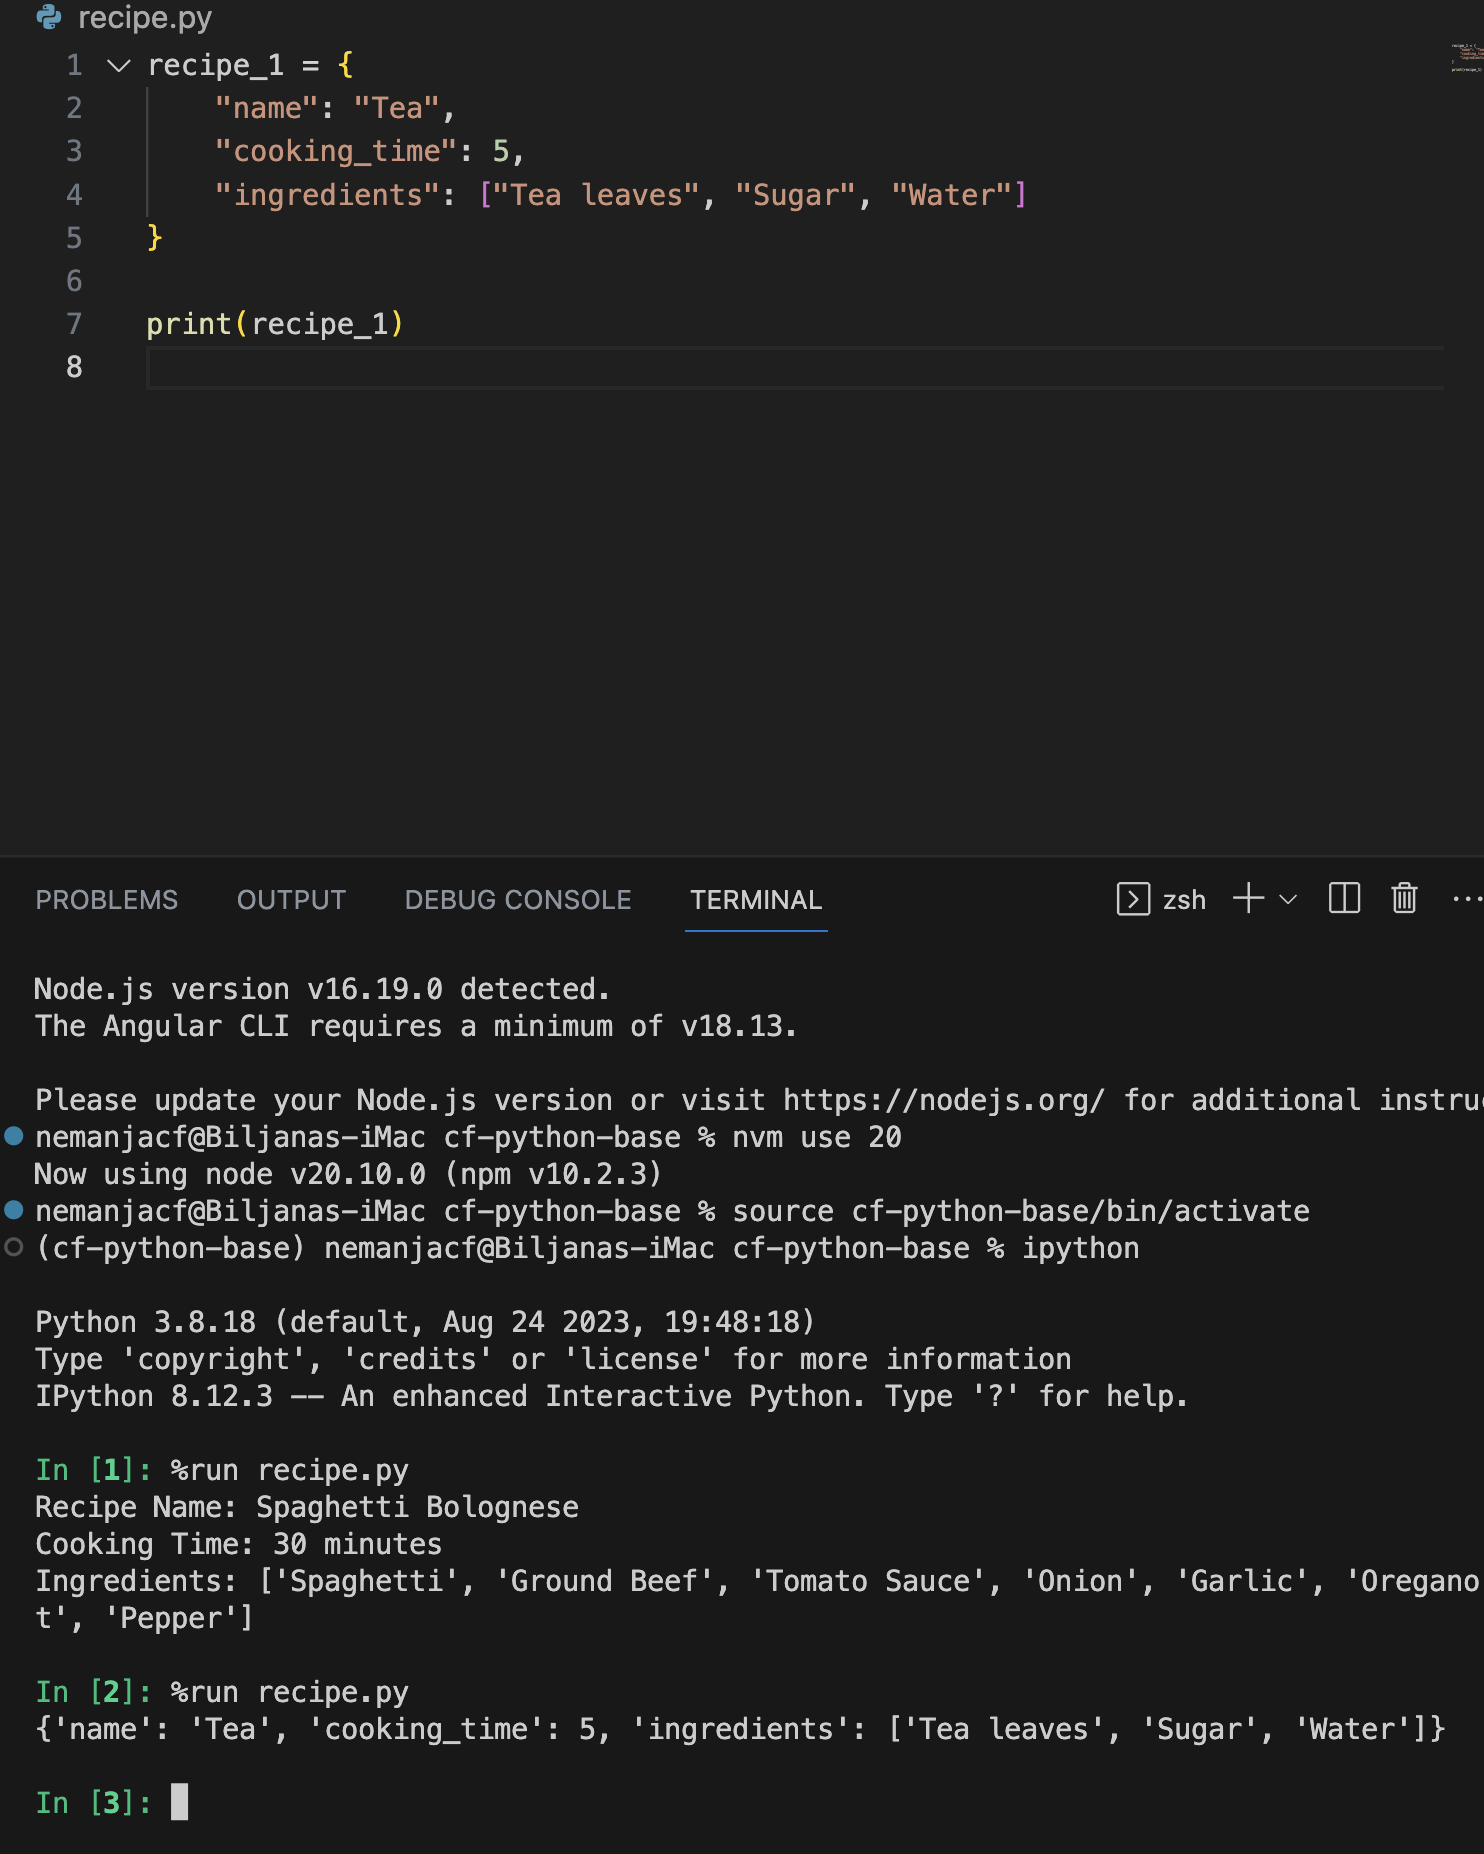 recipe.py
1 recipe_1 = {
2 "name": "Tea",
3 "cooking_time": 5,
4 "ingredients": ["Tea leaves", "Sugar", "Water"]
5 }
6
7 print(recipe_1)
8
PROBLEMS OUTPUT DEBUG CONSOLE TERMINAL zsh
Node.js version v16.19.0 detected.
The Angular CLI requires a minimum of v18.13.
Please update your Node.js version or visit https://nodejs.org/ for additional instru
nemanjacf@Biljanas-iMac cf-python-base % nvm use 20
Now using node v20.10.0 (npm v10.2.3)
nemanjacf@Biljanas-iMac cf-python-base % source cf-python-base/bin/activate
(cf-python-base) nemanjacf@Biljanas-iMac cf-python-base % ipython
Python 3.8.18 (default, Aug 24 2023, 19:48:18)
Type 'copyright', 'credits' or 'license' for more information
IPython 8.12.3 -- An enhanced Interactive Python. Type '?' for help.
In [1]: %run recipe.py
Recipe Name: Spaghetti Bolognese
Cooking Time: 30 minutes
Ingredients: ['Spaghetti', 'Ground Beef', 'Tomato Sauce', 'Onion', 'Garlic', 'Oregano
t', 'Pepper']
In [2]: %run recipe.py
{'name': 'Tea', 'cooking_time': 5, 'ingredients': ['Tea leaves', 'Sugar', 'Water']}
In [3]: